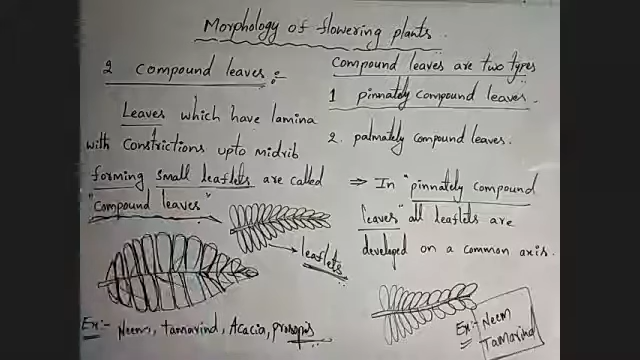 Morphology of flowering plants.
2 Compound leaves :-
Leaves which have lamina
with constrictions upto midrib
forming small leaflets are called
"Compound leaves"
leaflets
Ex:- Neem, tamarind, Acacia, prosopis
Compound leaves are two types
1 pinnately compound leaves.
2. palmately compound leaves.
⇒ In "pinnately compound
leaves" all leaflets are
developed on a common axis.
Ex:- Neem
Tamarind